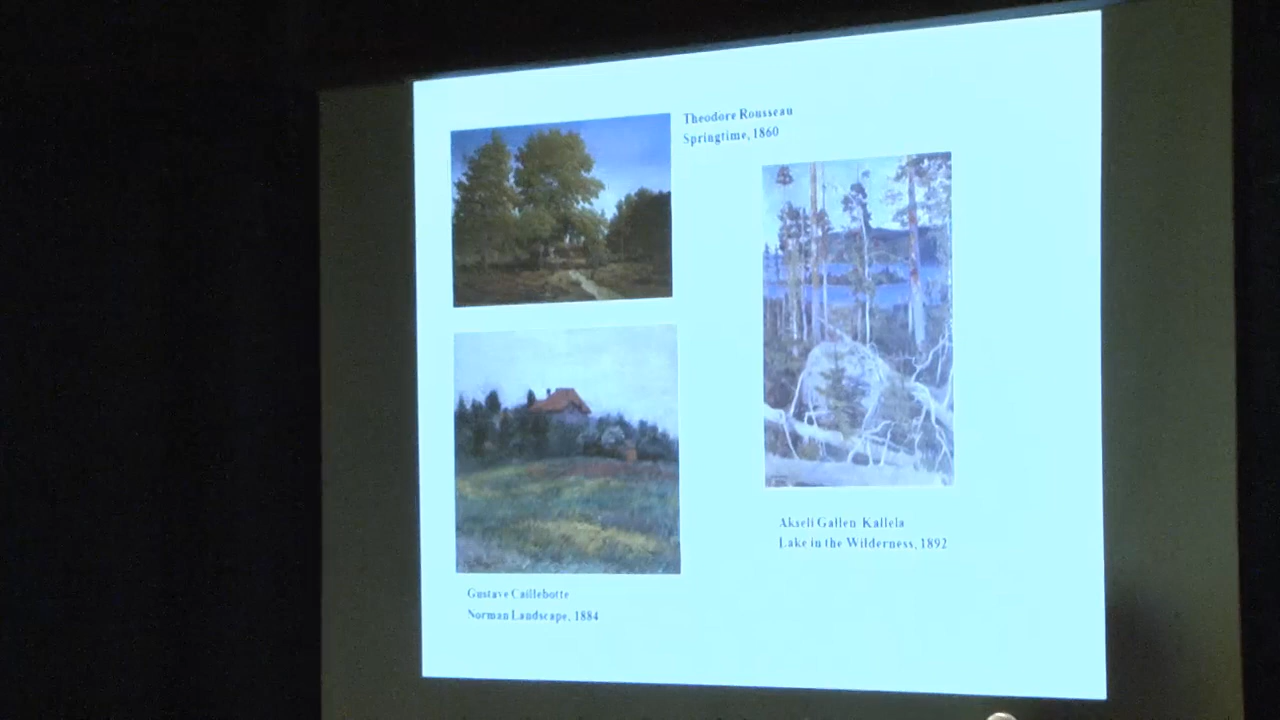 Theodore Rousseau
Springtime, 1860
Akseli Gallen Kallela
Lake in the Wilderness, 1892
Gustave Caillebotte
Norman Landscape, 1884